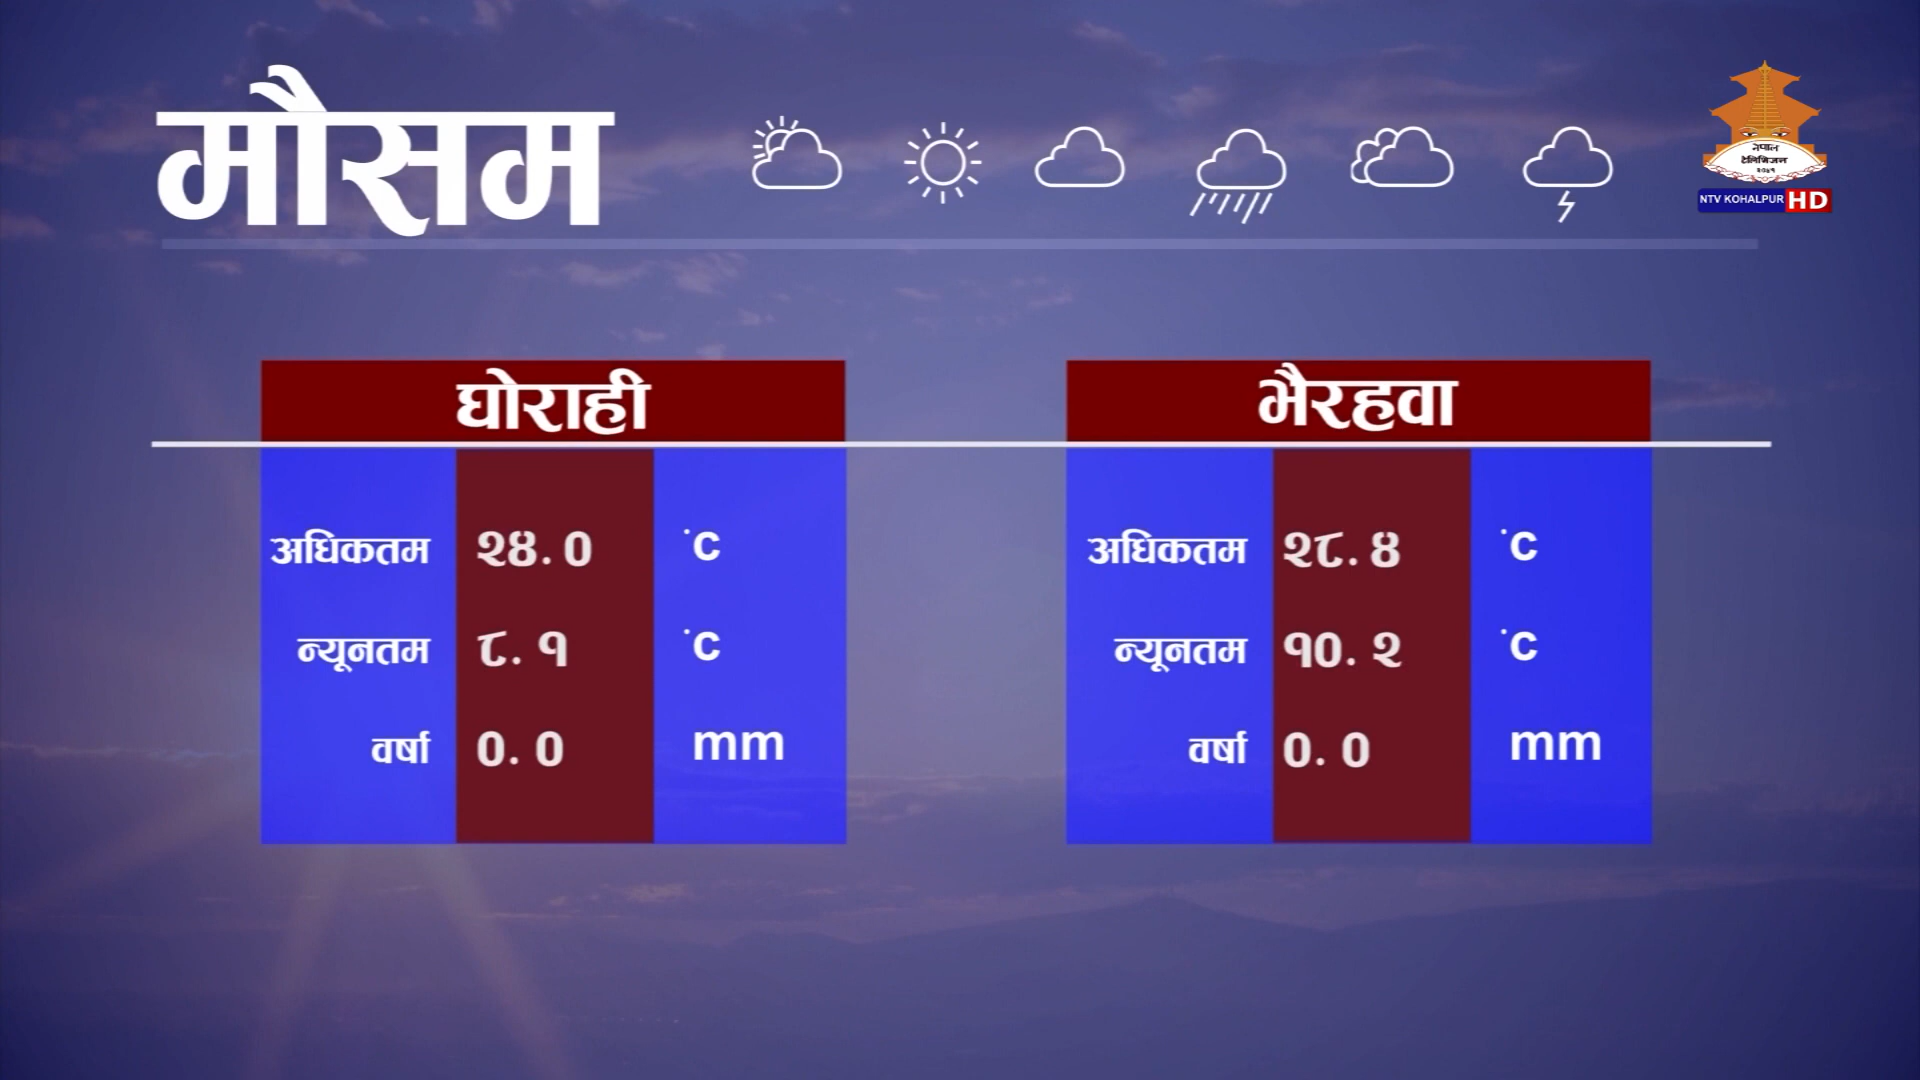 मौसम
नेपाल
टेलिभिजन
२०४१
NTV KOHALPUR HD
घोराही
अधिकतम २४.० °C
न्यूनतम ८.१ °C
वर्षा ०.० mm
भैरहवा
अधिकतम २८.४ °C
न्यूनतम १०.२ °C
वर्षा ०.० mm